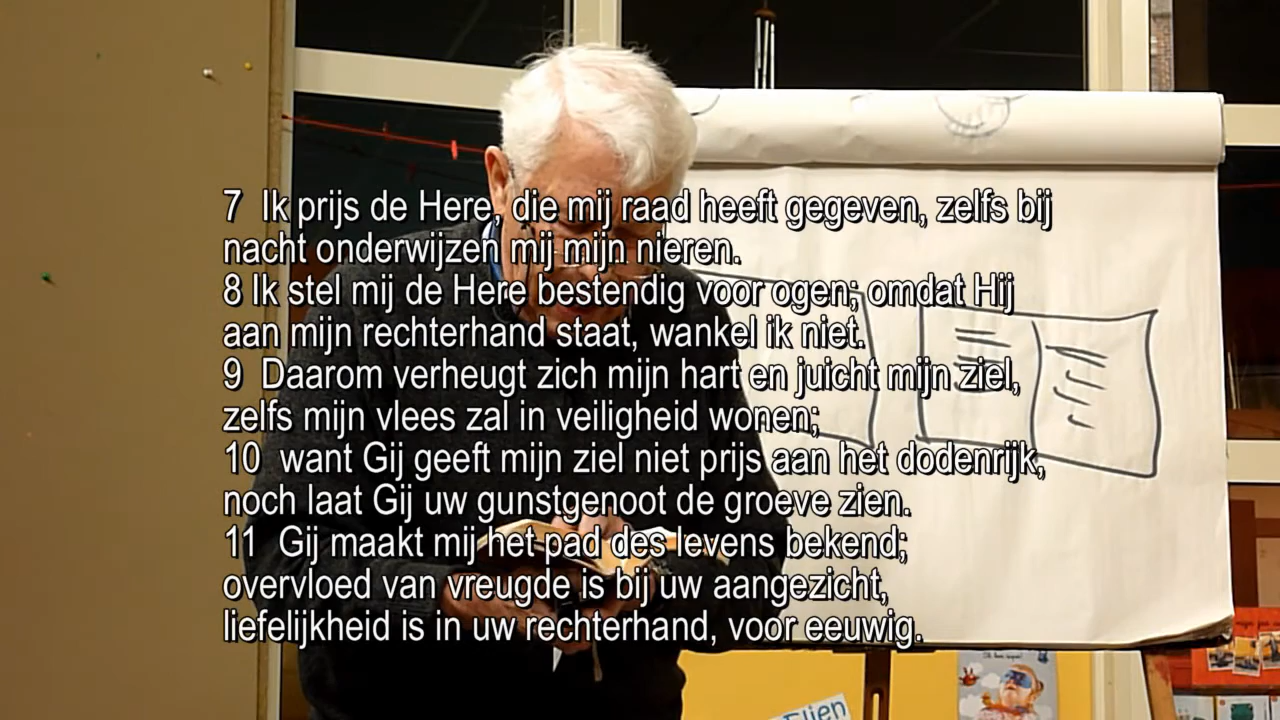 7 Ik prijs de Here, die mij raad heeft gegeven, zelfs bij
nacht onderwijzen mij mijn nieren.
8 Ik stel mij de Here bestendig voor ogen; omdat Hij
aan mijn rechterhand staat, wankel ik niet.
9 Daarom verheugt zich mijn hart en juicht mijn ziel,
zelfs mijn vlees zal in veiligheid wonen;
10 want Gij geeft mijn ziel niet prijs aan het dodenrijk,
noch laat Gij uw gunstgenoot de groeve zien.
11 Gij maakt mij het pad des levens bekend;
overvloed van vreugde is bij uw aangezicht,
liefelijkheid is in uw rechterhand, voor eeuwig.
Elien